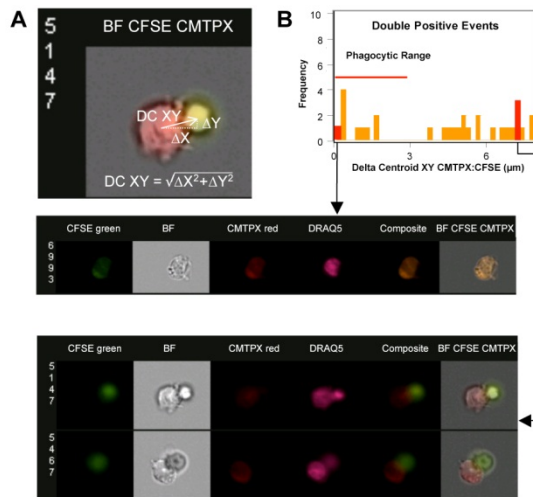 A
5
1
4
7
BF CFSE CMTPX
DC XY
ΔY
ΔX
DC XY = √ΔX²+ΔY²
B
Double Positive Events
Phagocytic Range
Frequency
10
8
6
4
2
0
0
6
Delta Centroid XY CMTPX:CFSE (μm)
CFSE green BF CMTPX red DRAQ5 Composite BF CFSE CMTPX
6
9
9
3
CFSE green BF CMTPX red DRAQ5 Composite BF CFSE CMTPX
5
1
4
7
5
4
6
7